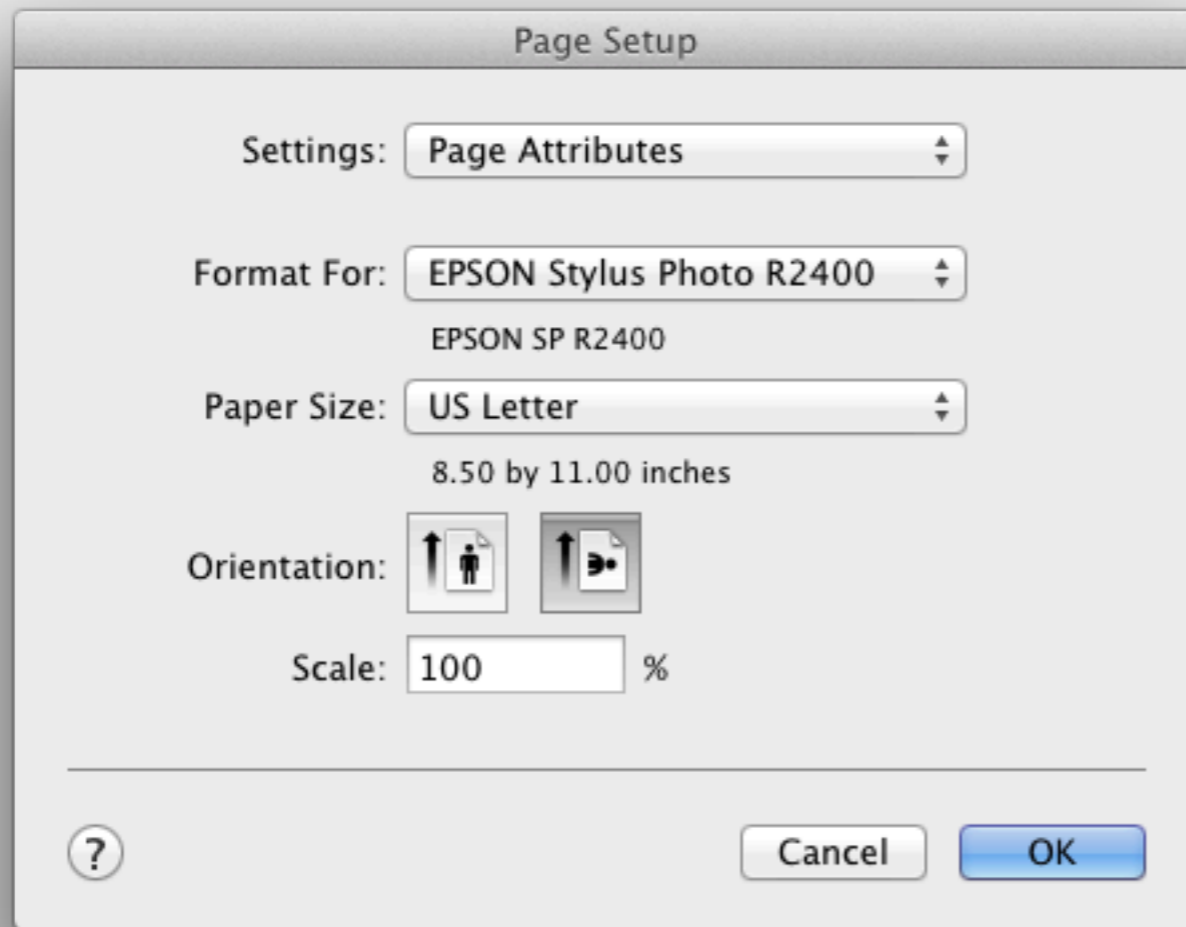 Page Setup
Settings: Page Attributes
Format For: EPSON Stylus Photo R2400
EPSON SP R2400
Paper Size: US Letter
8.50 by 11.00 inches
Orientation:
Scale: 100 %
? Cancel OK